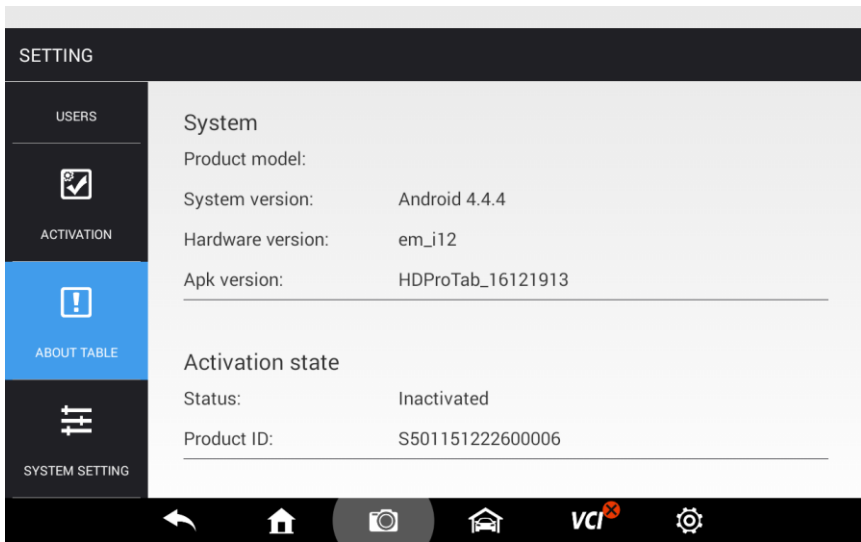 SETTING
USERS
ACTIVATION
ABOUT TABLE
SYSTEM SETTING
System
Product model:
System version: Android 4.4.4
Hardware version: em_i12
Apk version: HDProTab_16121913
Activation state
Status: Inactivated
Product ID: S501151222600006
VCI